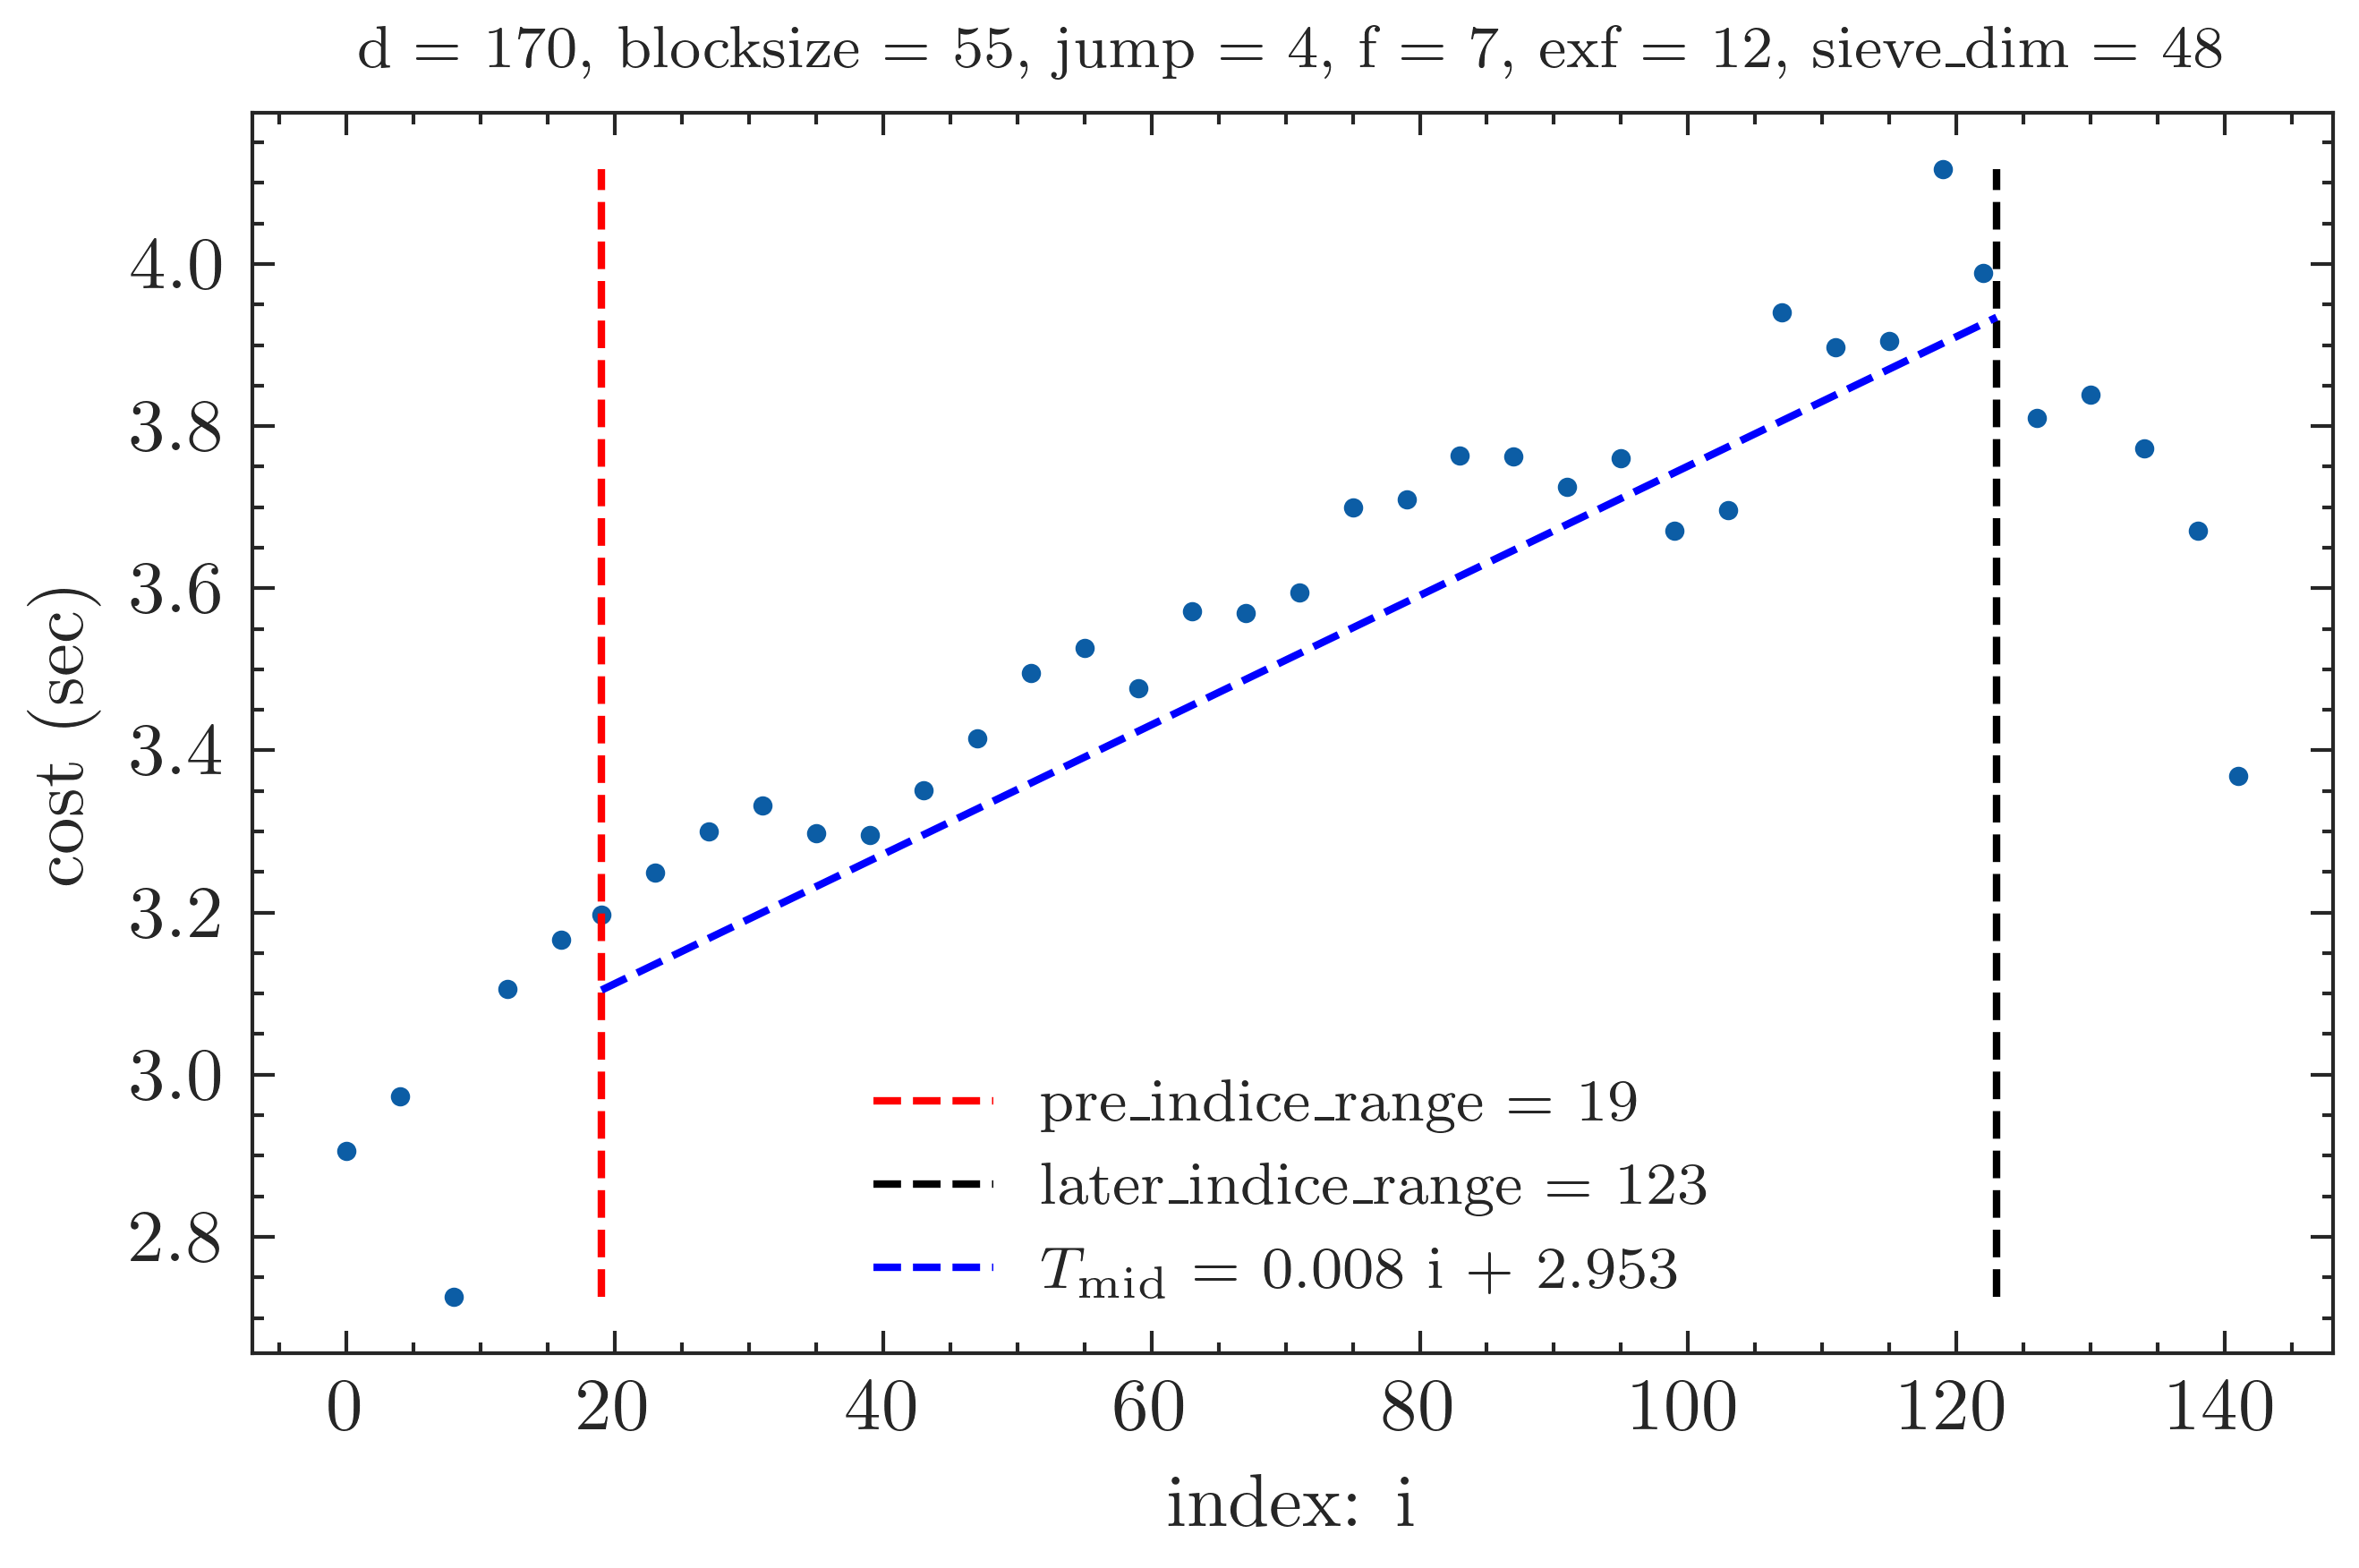 d = 170, blocksize = 55, jump = 4, f = 7, exf = 12, sieve_dim = 48
cost (sec)
4.0
3.8
3.6
3.4
3.2
3.0
2.8
pre_indice_range = 19
later_indice_range = 123
T_mid = 0.008 i + 2.953
0 20 40 60 80 100 120 140
index: i